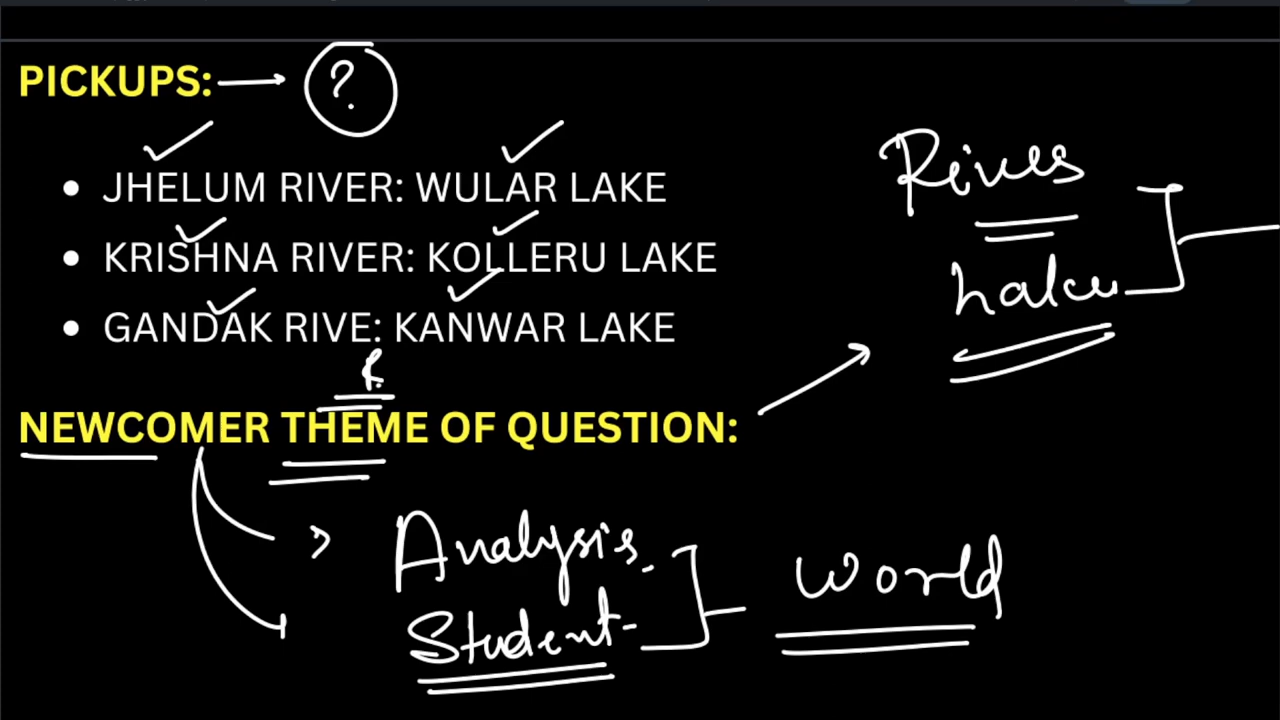 PICKUPS: ?
• JHELUM RIVER: WULAR LAKE
• KRISHNA RIVER: KOLLERU LAKE
• GANDAK RIVE: KANWAR LAKE
R
Rives
NEWCOMER THEME OF QUESTION:
Analysis.
Student
World